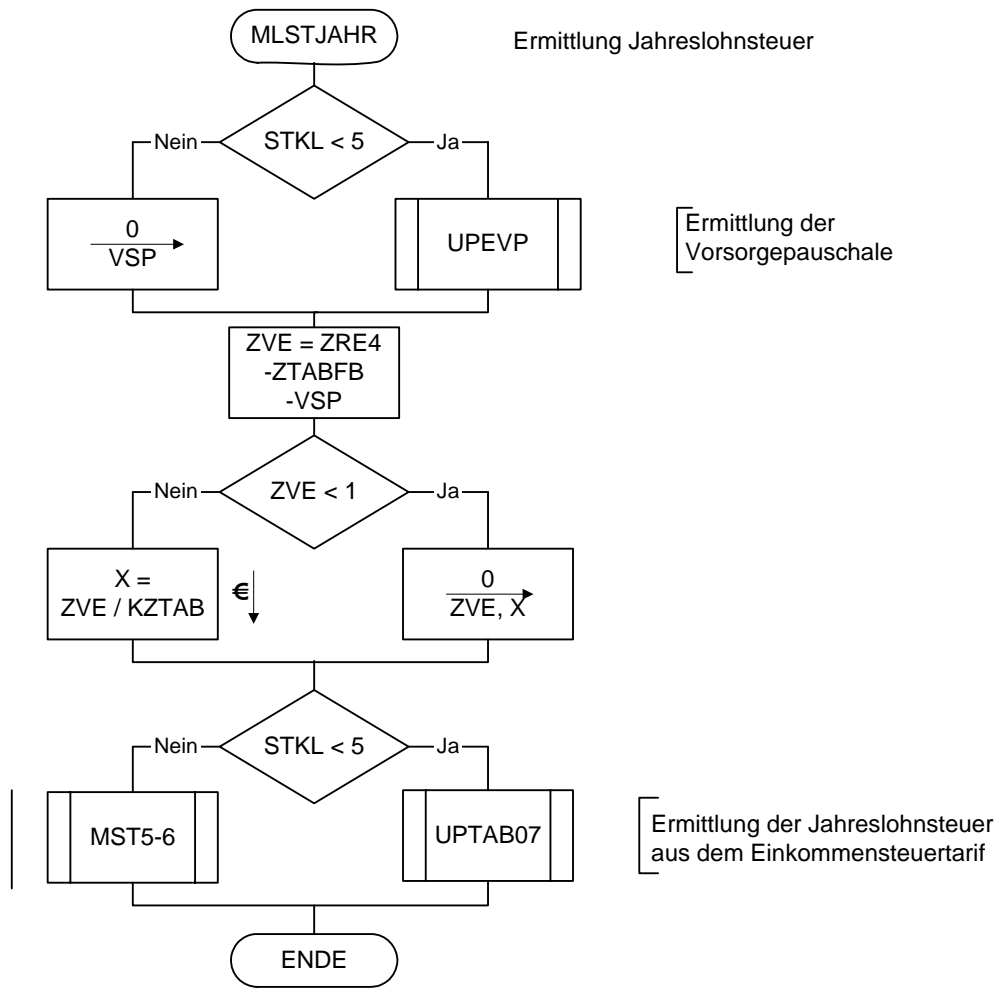 MLSTJAHR
Ermittlung Jahreslohnsteuer
STKL < 5
Nein
Ja
0
VSP
UPEVP
Ermittlung der
Vorsorgepauschale
ZVE = ZRE4
-ZTABFB
-VSP
ZVE < 1
Nein
Ja
X =
ZVE / KZTAB
€
0
ZVE, X
STKL < 5
Nein
Ja
MST5-6
UPTAB07
Ermittlung der Jahreslohnsteuer
aus dem Einkommensteuertarif
ENDE